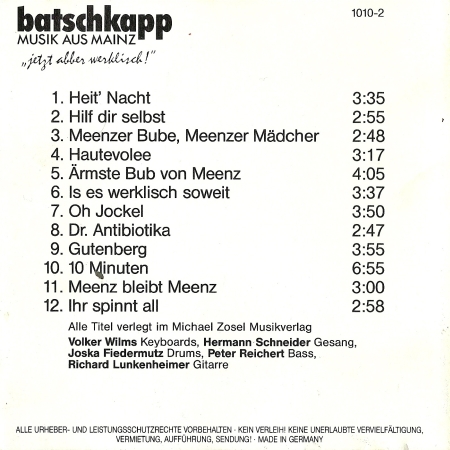 batschkapp 1010-2
MUSIK AUS MAINZ
„jetzt abber werklisch!"
1. Heit' Nacht 3:35
2. Hilf dir selbst 2:55
3. Meenzer Bube, Meenzer Mädcher 2:48
4. Hautevolee 3:17
5. Ärmste Bub von Meenz 4:05
6. Is es werklisch soweit 3:37
7. Oh Jockel 3:50
8. Dr. Antibiotika 2:47
9. Gutenberg 3:55
10. 10 Minuten 6:55
11. Meenz bleibt Meenz 3:00
12. Ihr spinnt all 2:58
Alle Titel verlegt im Michael Zosel Musikverlag
Volker Wilms Keyboards, Hermann Schneider Gesang,
Joska Fiedermutz Drums, Peter Reichert Bass,
Richard Lunkenheimer Gitarre
ALLE URHEBER- UND LEISTUNGSSCHUTZRECHTE VORBEHALTEN · KEIN VERLEIH! KEINE UNERLAUBTE VERVIELFÄLTIGUNG,
VERMIETUNG, AUFFÜHRUNG, SENDUNG! · MADE IN GERMANY